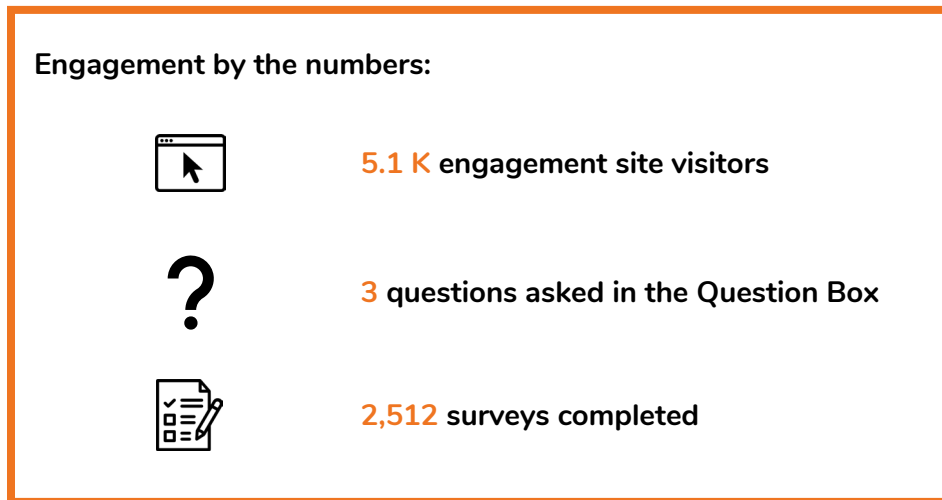 Engagement by the numbers:
5.1 K engagement site visitors
3 questions asked in the Question Box
2,512 surveys completed